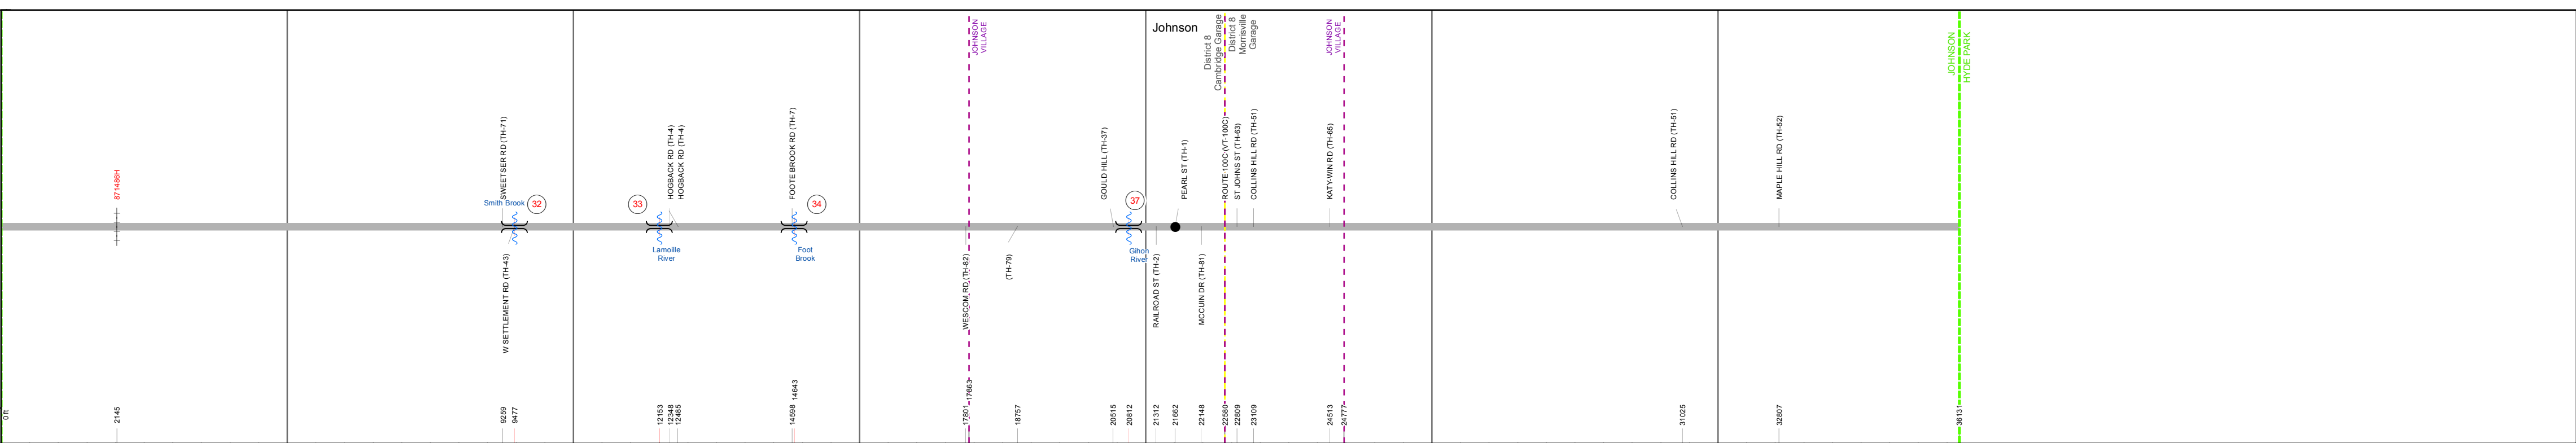 JOHNSON
VILLAGE
Johnson
District 8
Cambridge Garage
District 8
Morrisville
Garage
JOHNSON
VILLAGE
JOHNSON
HYDE PARK
871486H
SWEETSER RD (TH-71)
HOGBACK RD (TH-4)
HOGBACK RD (TH-4)
FOOTE BROOK RD (TH-7)
GOULD HILL (TH-37)
PEARL ST (TH-1)
ROUTE 100C (VT-100C)
ST JOHNS ST (TH-63)
COLLINS HILL RD (TH-51)
KATY-WIN RD (TH-65)
COLLINS HILL RD (TH-51)
MAPLE HILL RD (TH-52)
Smith Brook
32
33
34
37
Lamoille
River
Foot
Brook
Gihon
River
W SETTLEMENT RD (TH-43)
WESCOM RD (TH-82)
(TH-79)
RAILROAD ST (TH-2)
MCCUIN DR (TH-81)
0 ft
2145
9259
9477
12153
12348
12485
14598
14643
17801
17863
18757
20515
20812
21312
21662
22148
22580
22809
23109
24513
24777
31025
32807
36131